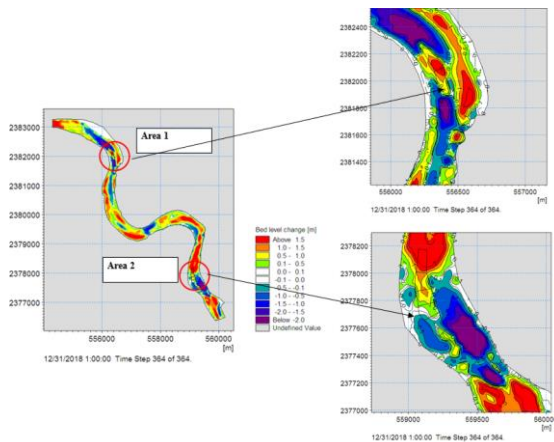 2382400
2382200
2382000
2381800
2381600
2381400
556000 556500 557000
[m]
12/31/2018 1:00:00 Time Step 364 of 364.
Area 1
2383000
2382000
2381000
2380000
2379000
2378000
2377000
Area 2
556000 558000 560000
[m]
12/31/2018 1:00:00 Time Step 364 of 364.
Bed level change [m]
Above 1.5
1.0 - 1.5
0.5 - 1.0
0.1 - 0.5
0.0 - 0.1
-0.1 - 0.0
-0.5 - -0.1
-1.0 - -0.5
-1.5 - -1.0
-2.0 - -1.5
Below -2.0
Undefined Value
2378200
2378000
2377800
2377600
2377400
2377200
2377000
559000 559500 56000
[m]
12/31/2018 1:00:00 Time Step 364 of 364.